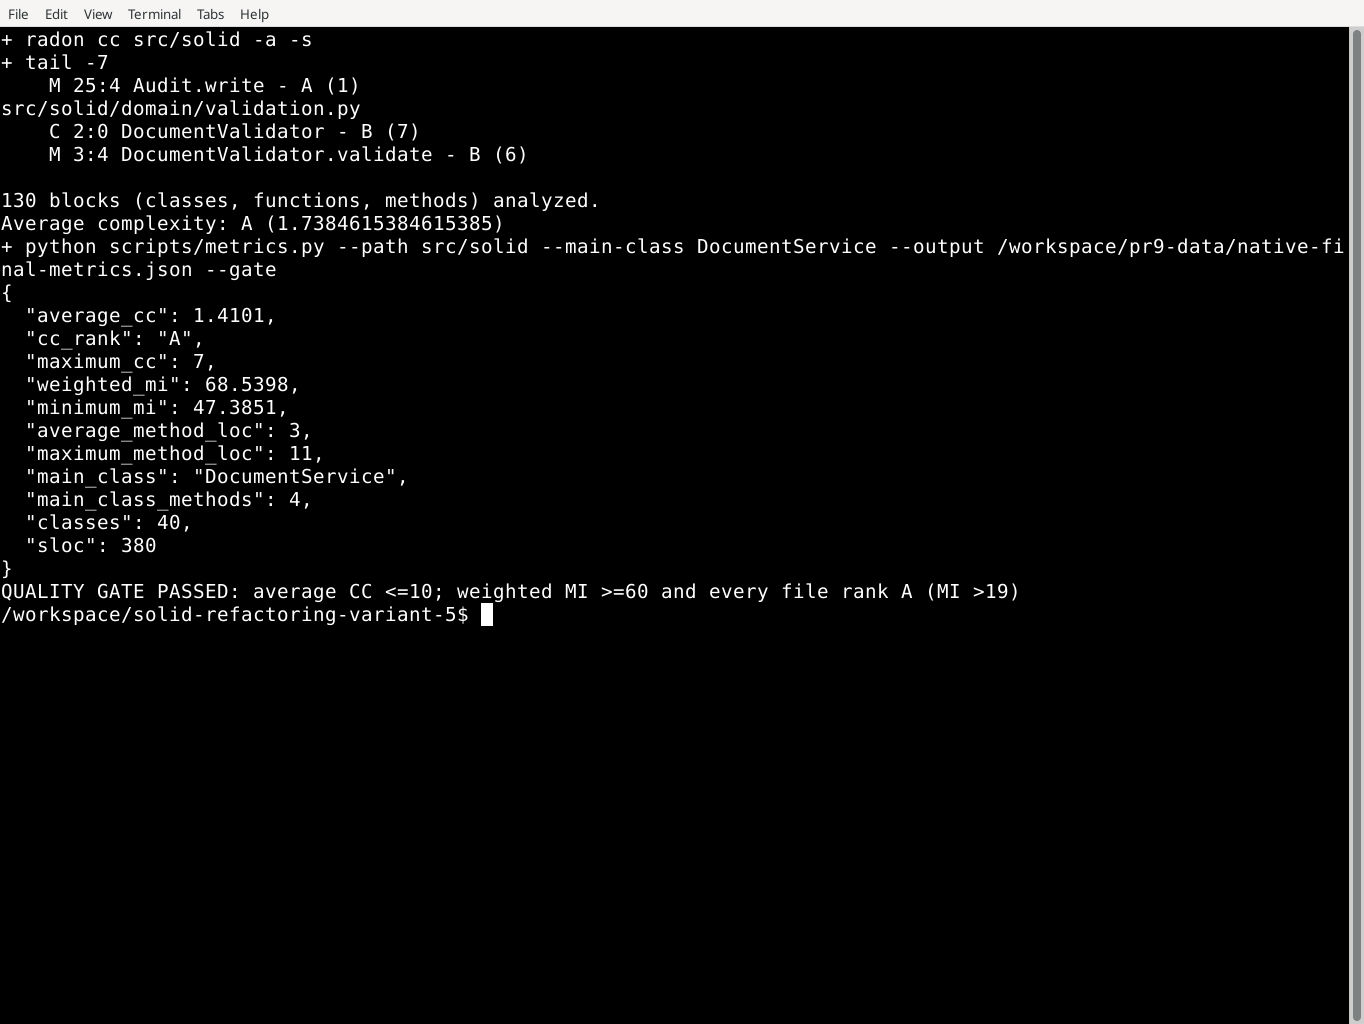 File Edit View Terminal Tabs Help
+ radon cc src/solid -a -s
+ tail -7
    M 25:4 Audit.write - A (1)
src/solid/domain/validation.py
    C 2:0 DocumentValidator - B (7)
    M 3:4 DocumentValidator.validate - B (6)

130 blocks (classes, functions, methods) analyzed.
Average complexity: A (1.7384615384615385)
+ python scripts/metrics.py --path src/solid --main-class DocumentService --output /workspace/pr9-data/native-fi
nal-metrics.json --gate
{
  "average_cc": 1.4101,
  "cc_rank": "A",
  "maximum_cc": 7,
  "weighted_mi": 68.5398,
  "minimum_mi": 47.3851,
  "average_method_loc": 3,
  "maximum_method_loc": 11,
  "main_class": "DocumentService",
  "main_class_methods": 4,
  "classes": 40,
  "sloc": 380
}
QUALITY GATE PASSED: average CC <=10; weighted MI >=60 and every file rank A (MI >19)
/workspace/solid-refactoring-variant-5$